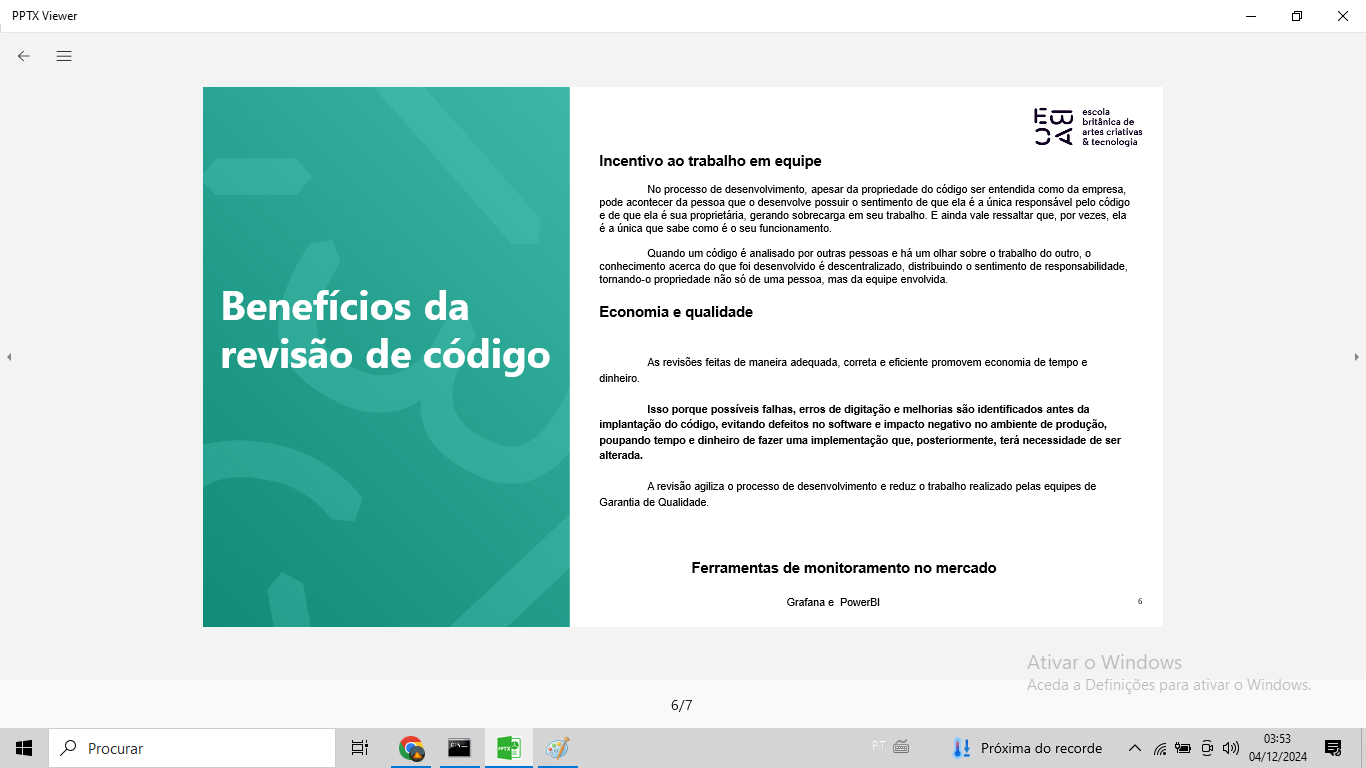 PPTX Viewer
escola
britânica de
artes criativas
& tecnologia
Benefícios da
revisão de código
Incentivo ao trabalho em equipe
No processo de desenvolvimento, apesar da propriedade do código ser entendida como da empresa,
pode acontecer da pessoa que o desenvolve possuir o sentimento de que ela é a única responsável pelo código
e de que ela é sua proprietária, gerando sobrecarga em seu trabalho. E ainda vale ressaltar que, por vezes, ela
é a única que sabe como é o seu funcionamento.
Quando um código é analisado por outras pessoas e há um olhar sobre o trabalho do outro, o
conhecimento acerca do que foi desenvolvido é descentralizado, distribuindo o sentimento de responsabilidade,
tornando-o propriedade não só de uma pessoa, mas da equipe envolvida.
Economia e qualidade
As revisões feitas de maneira adequada, correta e eficiente promovem economia de tempo e
dinheiro.
Isso porque possíveis falhas, erros de digitação e melhorias são identificados antes da
implantação do código, evitando defeitos no software e impacto negativo no ambiente de produção,
poupando tempo e dinheiro de fazer uma implementação que, posteriormente, terá necessidade de ser
alterada.
A revisão agiliza o processo de desenvolvimento e reduz o trabalho realizado pelas equipes de
Garantia de Qualidade.
Ferramentas de monitoramento no mercado
Grafana e  PowerBI
6
Ativar o Windows
Aceda a Definições para ativar o Windows.
6/7
Procurar
PT
Próxima do recorde
03:53
04/12/2024